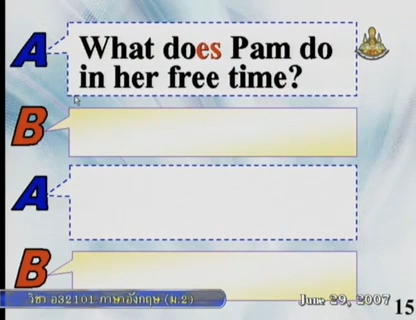 A
What does Pam do
in her free time?
B
A
B
วิชา อ32101 ภาษาอังกฤษ (ม.2)
June 29, 2007
15